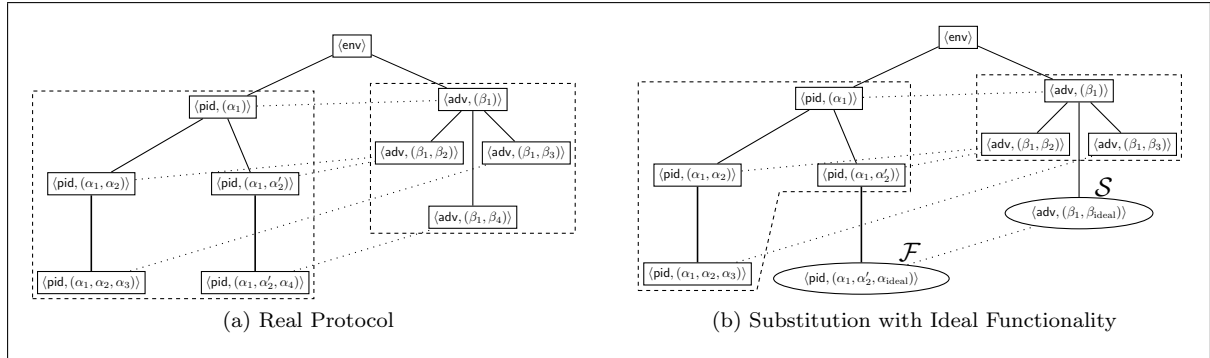 ⟨env⟩
⟨pid, (α₁)⟩
⟨adv, (β₁)⟩
⟨adv, (β₁, β₂)⟩ ⟨adv, (β₁, β₃)⟩
⟨pid, (α₁, α₂)⟩ ⟨pid, (α₁, α′₂)⟩
⟨adv, (β₁, β₄)⟩
⟨pid, (α₁, α₂, α₃)⟩ ⟨pid, (α₁, α′₂, α₄)⟩
(a) Real Protocol
⟨env⟩
⟨pid, (α₁)⟩
⟨adv, (β₁)⟩
⟨adv, (β₁, β₂)⟩ ⟨adv, (β₁, β₃)⟩
⟨pid, (α₁, α₂)⟩ ⟨pid, (α₁, α′₂)⟩
𝒮
⟨adv, (β₁, β_ideal)⟩
ℱ
⟨pid, (α₁, α₂, α₃)⟩ ⟨pid, (α₁, α′₂, α_ideal)⟩
(b) Substitution with Ideal Functionality